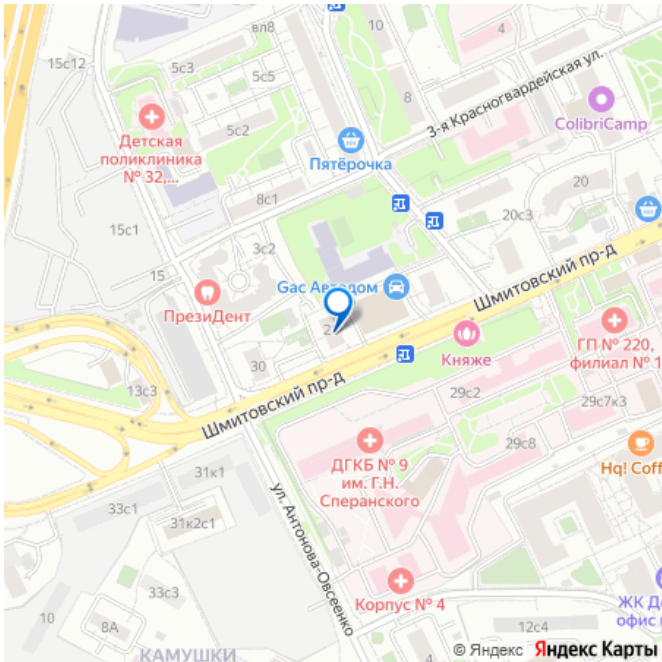 вл8
4
15с12
5с3
5с5
8
3-я Красногвардейская ул.
ColibriCamp
Детская
поликлиника
№ 32,...
5с2
Пятёрочка
8с1
20
20с3
15с1
3с2
15
Gac Автодом
Шмитовский пр-д
ПрезиДент
2
30
Княже
ГП № 220,
филиал № 1
13с3
Шмитовский пр-д
29с2
29с7к3
29с8
ДГКБ № 9
им. Г.Н.
Сперанского
Hq! Coff
31к1
33с1
31к2с1
ул. Антонова-Овсеенко
33с3
Корпус № 4
10
8А
КАМУШКИ
12с4
ЖК Д
офис
© Яндекс Яндекс Карты